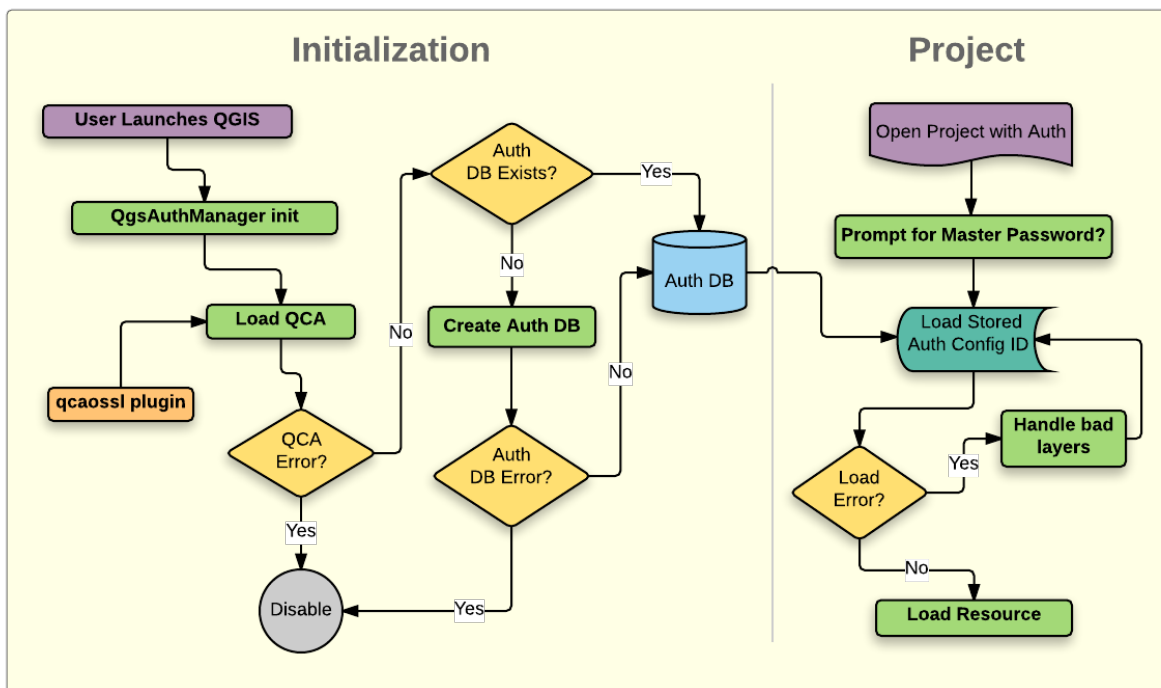 Initialization
User Launches QGIS
QgsAuthManager init
Load QCA
qcaossl plugin
QCA
Error?
Yes
Disable
No
Auth
DB Exists?
Yes
No
Create Auth DB
Auth
DB Error?
No
Yes
Auth DB
Project
Open Project with Auth
Prompt for Master Password?
Load Stored
Auth Config ID
Handle bad
layers
Load
Error?
Yes
No
Load Resource